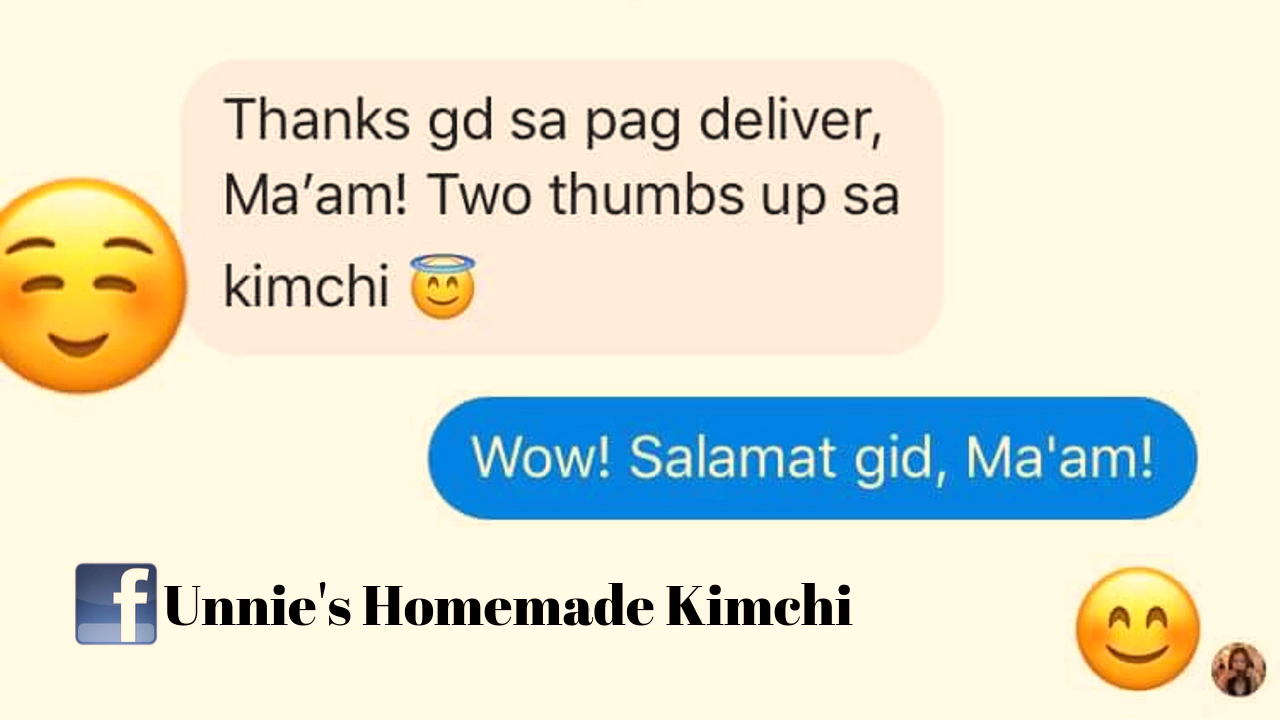 Thanks gd sa pag deliver,
Ma’am! Two thumbs up sa
kimchi 😇
Wow! Salamat gid, Ma'am!
f Unnie's Homemade Kimchi